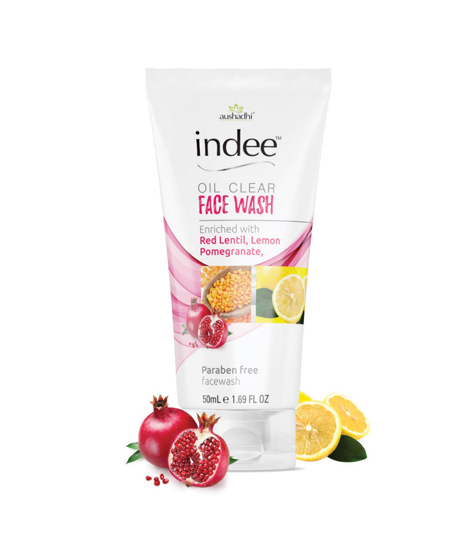 aushadhi™
indee™
OIL CLEAR
FACE WASH
Enriched with
Red Lentil, Lemon
Pomegranate,
Paraben free
facewash
50mL e 1.69 FL OZ